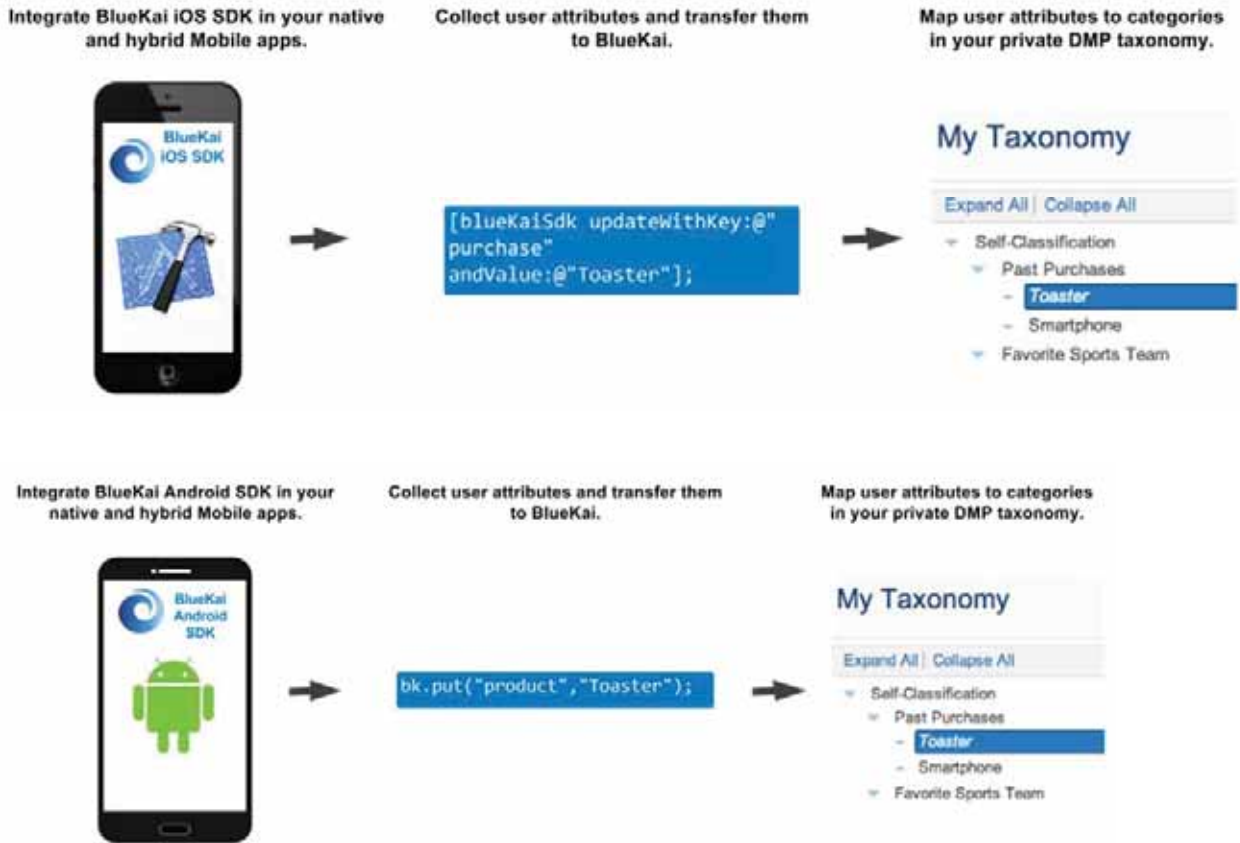 Integrate BlueKai iOS SDK in your native
and hybrid Mobile apps.
Collect user attributes and transfer them
to BlueKai.
Map user attributes to categories
in your private DMP taxonomy.
BlueKai
iOS SDK
[blueKaiSdk updateWithKey:@"
purchase"
andValue:@"Toaster"];
My Taxonomy
Expand All | Collapse All
Self-Classification
Past Purchases
Toaster
Smartphone
Favorite Sports Team
Integrate BlueKai Android SDK in your
native and hybrid Mobile apps.
Collect user attributes and transfer them
to BlueKai.
Map user attributes to categories
in your private DMP taxonomy.
BlueKai
Android
SDK
bk.put("product","Toaster");
My Taxonomy
Expand All | Collapse All
Self-Classification
Past Purchases
Toaster
Smartphone
Favorite Sports Team